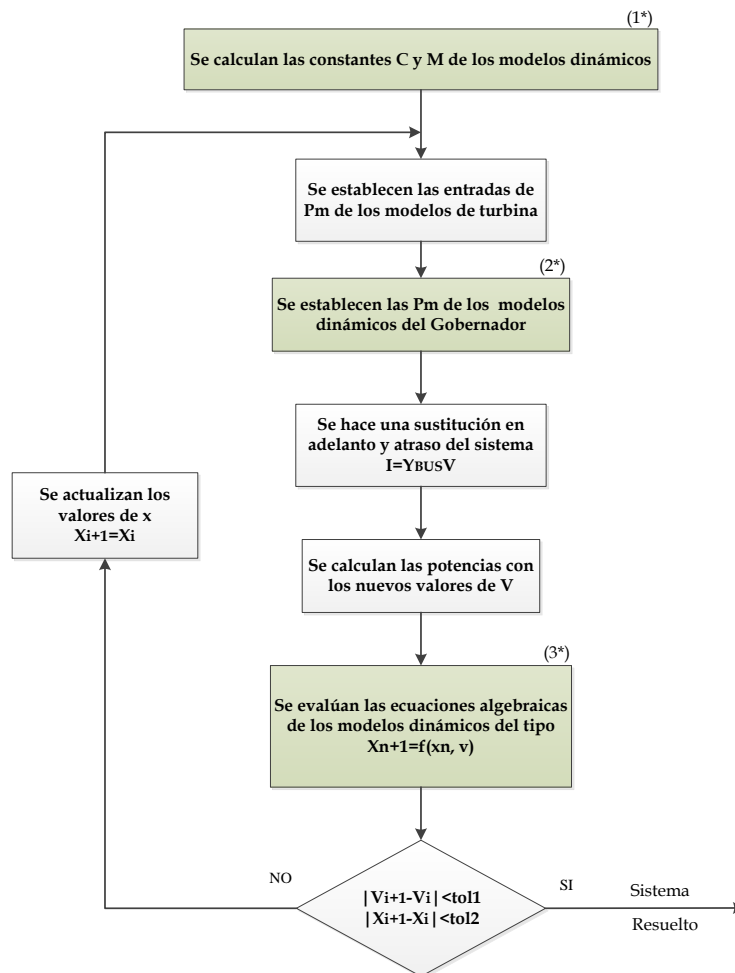 (1*)
Se calculan las constantes C y M de los modelos dinámicos
Se establecen las entradas de
Pm de los modelos de turbina
(2*)
Se establecen las Pm de los modelos
dinámicos del Gobernador
Se hace una sustitución en
adelanto y atraso del sistema
I=YBUSV
Se actualizan los
valores de x
Xi+1=Xi
Se calculan las potencias con
los nuevos valores de V
(3*)
Se evalúan las ecuaciones algebraicas
de los modelos dinámicos del tipo
Xn+1=f(xn, v)
NO
|Vi+1-Vi|<tol1
|Xi+1-Xi|<tol2
SI
Sistema
Resuelto